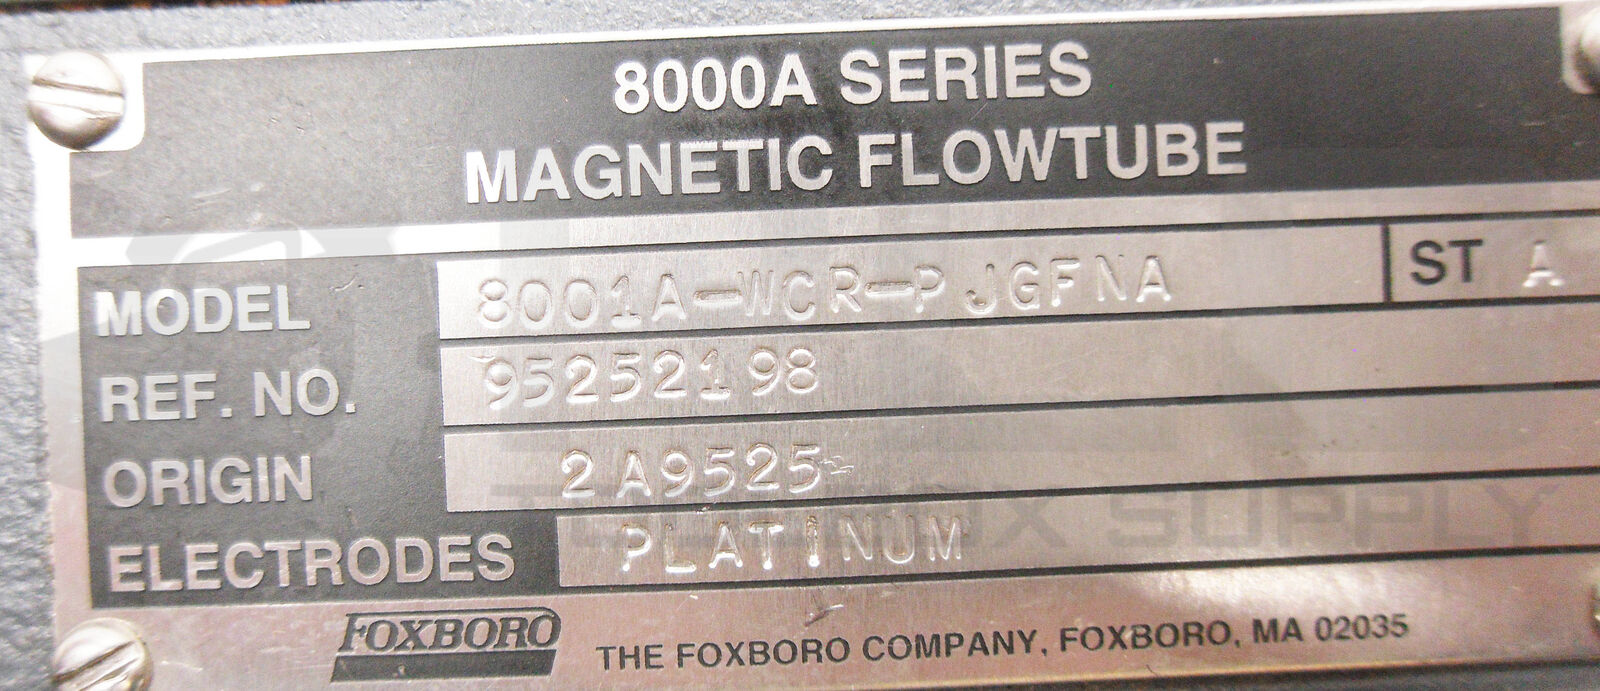 8000A SERIES
MAGNETIC FLOWTUBE
MODEL 8001A-WCR-PJGFNA ST A
REF. NO. 95252198
ORIGIN 2A9525
ELECTRODES PLATINUM
FOXBORO THE FOXBORO COMPANY, FOXBORO, MA 02035
SUPPLY